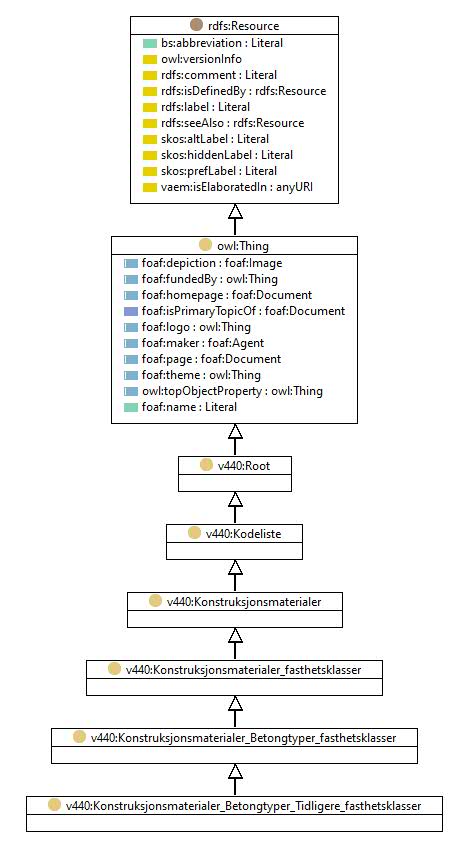 rdfs:Resource
bs:abbreviation : Literal
owl:versionInfo
rdfs:comment : Literal
rdfs:isDefinedBy : rdfs:Resource
rdfs:label : Literal
rdfs:seeAlso : rdfs:Resource
skos:altLabel : Literal
skos:hiddenLabel : Literal
skos:prefLabel : Literal
vaem:isElaboratedIn : anyURI
owl:Thing
foaf:depiction : foaf:Image
foaf:fundedBy : owl:Thing
foaf:homepage : foaf:Document
foaf:isPrimaryTopicOf : foaf:Document
foaf:logo : owl:Thing
foaf:maker : foaf:Agent
foaf:page : foaf:Document
foaf:theme : owl:Thing
owl:topObjectProperty : owl:Thing
foaf:name : Literal
v440:Root
v440:Kodeliste
v440:Konstruksjonsmaterialer
v440:Konstruksjonsmaterialer_fasthetsklasser
v440:Konstruksjonsmaterialer_Betongtyper_fasthetsklasser
v440:Konstruksjonsmaterialer_Betongtyper_Tidligere_fasthetsklasser